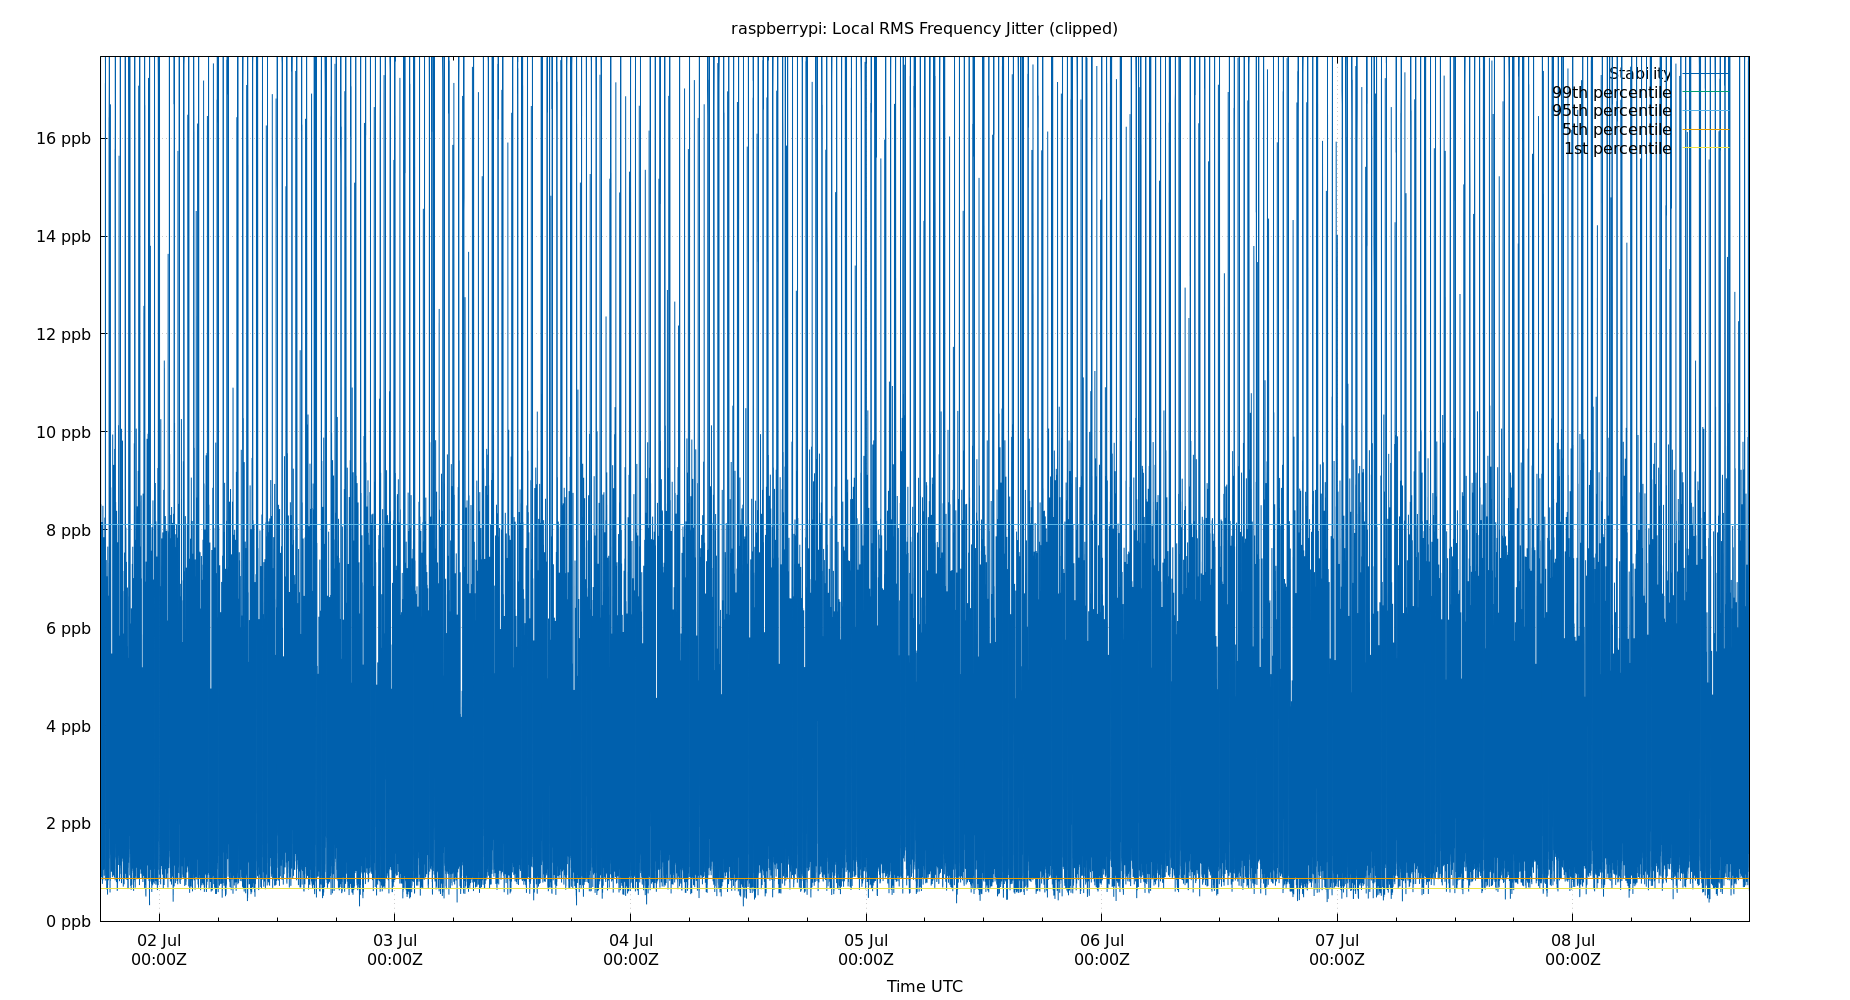 raspberrypi: Local RMS Frequency Jitter (clipped)
Stability
99th percentile
95th percentile
5th percentile
1st percentile
16 ppb
14 ppb
12 ppb
10 ppb
8 ppb
6 ppb
4 ppb
2 ppb
0 ppb
02 Jul 03 Jul 04 Jul 05 Jul 06 Jul 07 Jul 08 Jul
00:00Z 00:00Z 00:00Z 00:00Z 00:00Z 00:00Z 00:00Z
Time UTC